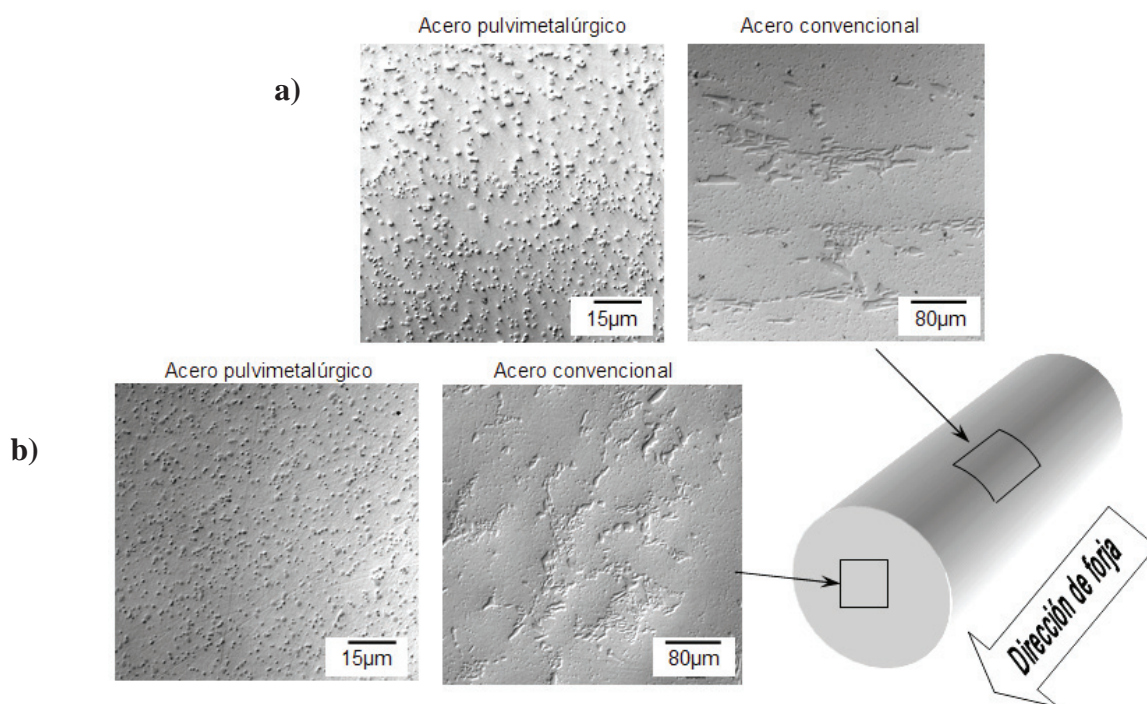 Acero pulvimetalúrgico
Acero convencional
a)
15µm
80µm
Acero pulvimetalúrgico
Acero convencional
b)
15µm
80µm
Dirección de forja